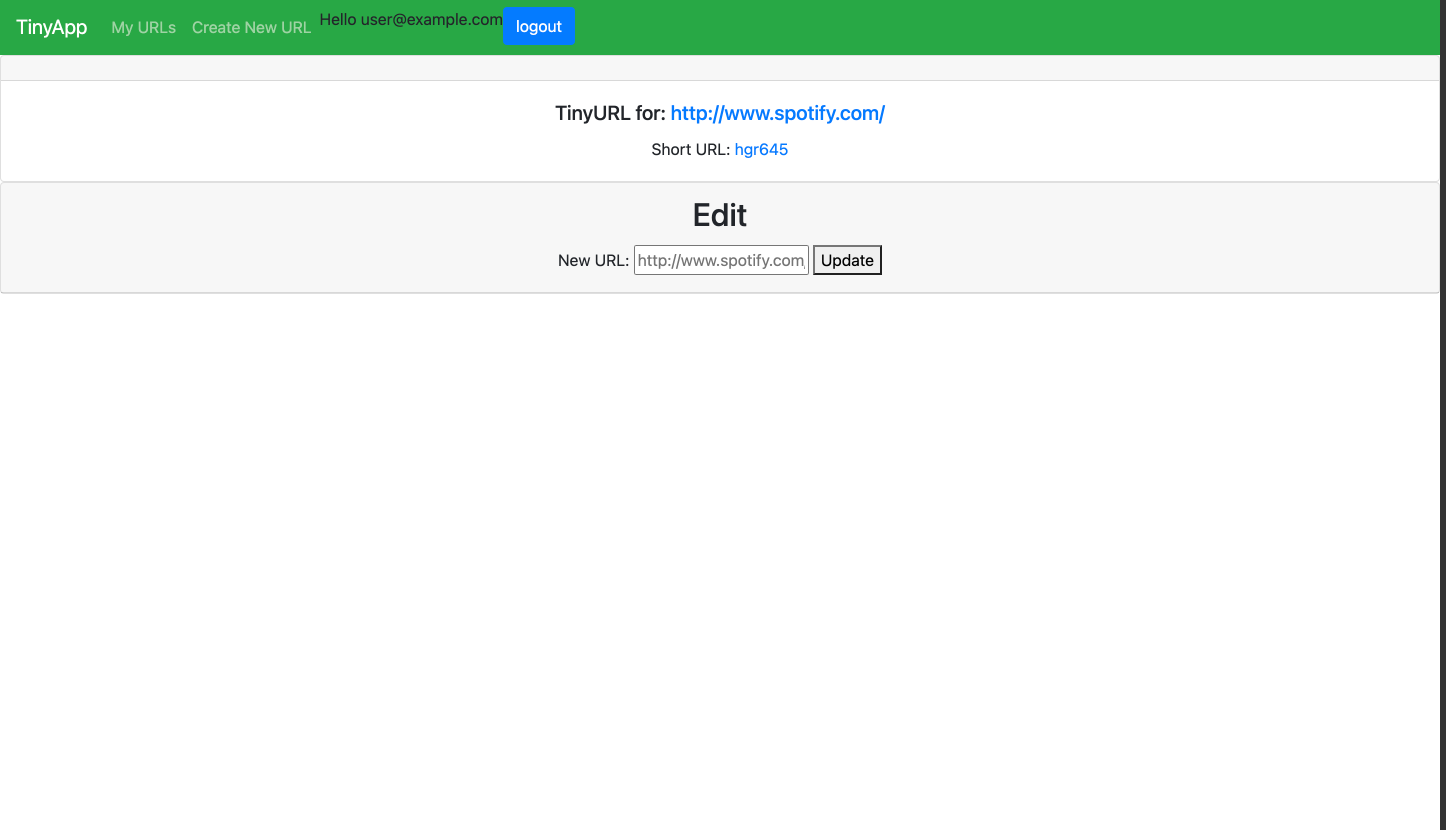 TinyApp My URLs Create New URL Hello user@example.com logout
TinyURL for: http://www.spotify.com/
Short URL: hgr645
Edit
New URL: http://www.spotify.com/ Update